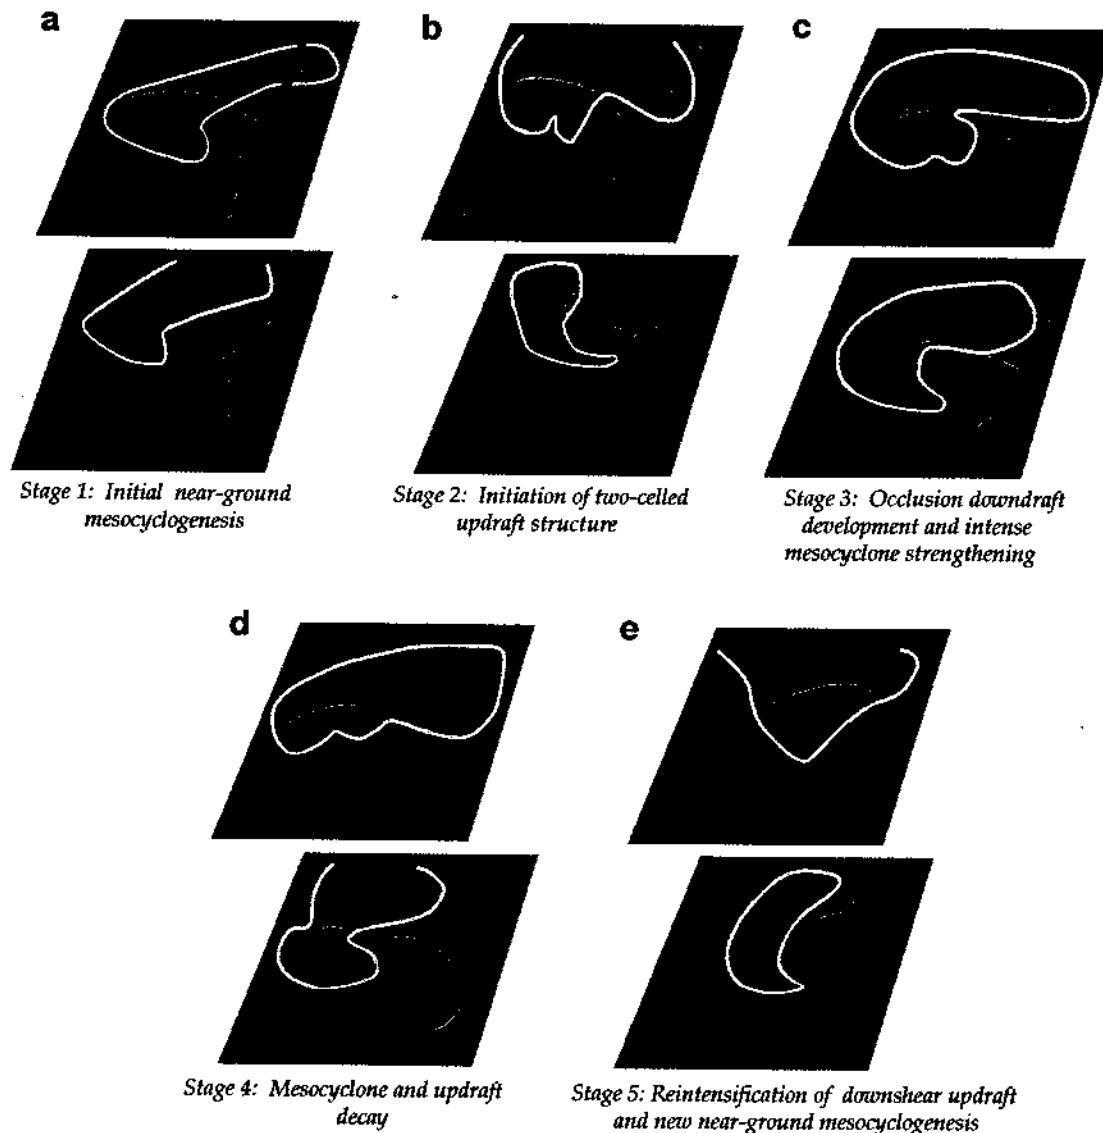 a
b
c
Stage 1: Initial near-ground
mesocyclogenesis
Stage 2: Initiation of two-celled
updraft structure
Stage 3: Occlusion downdraft
development and intense
mesocyclone strengthening
d
e
Stage 4: Mesocyclone and updraft
decay
Stage 5: Reintensification of downshear updraft
and new near-ground mesocyclogenesis